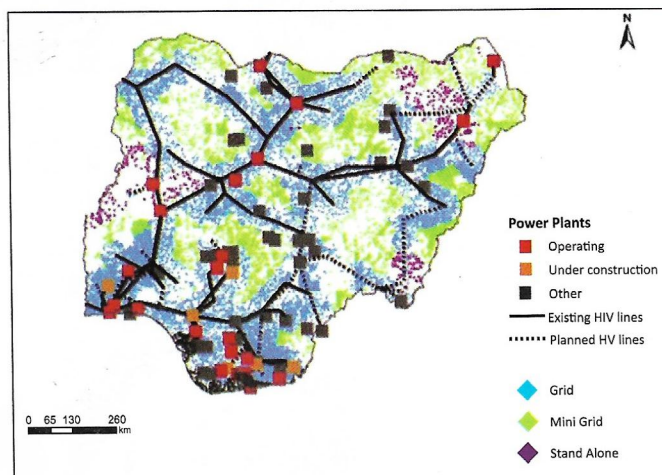 N
Power Plants
Operating
Under construction
Other
Existing HIV lines
Planned HV lines
Grid
Mini Grid
Stand Alone
0 65 130 260
km